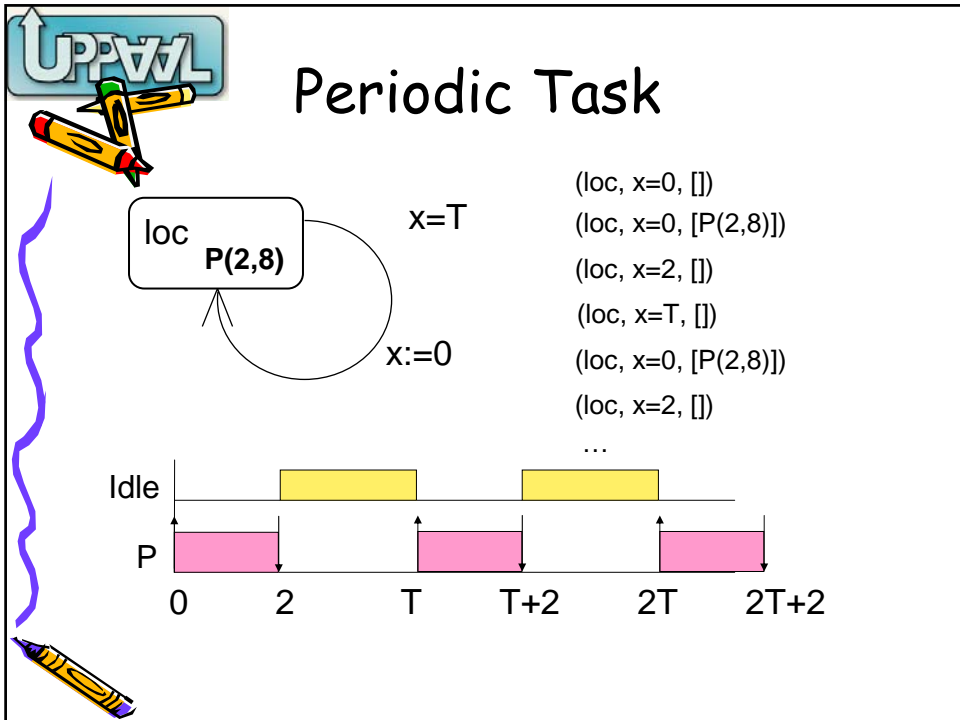 UPPAAL
Periodic Task
loc
P(2,8)
x=T
x:=0
(loc, x=0, [])
(loc, x=0, [P(2,8)])
(loc, x=2, [])
(loc, x=T, [])
(loc, x=0, [P(2,8)])
(loc, x=2, [])
…
Idle
P
0 2 T T+2 2T 2T+2